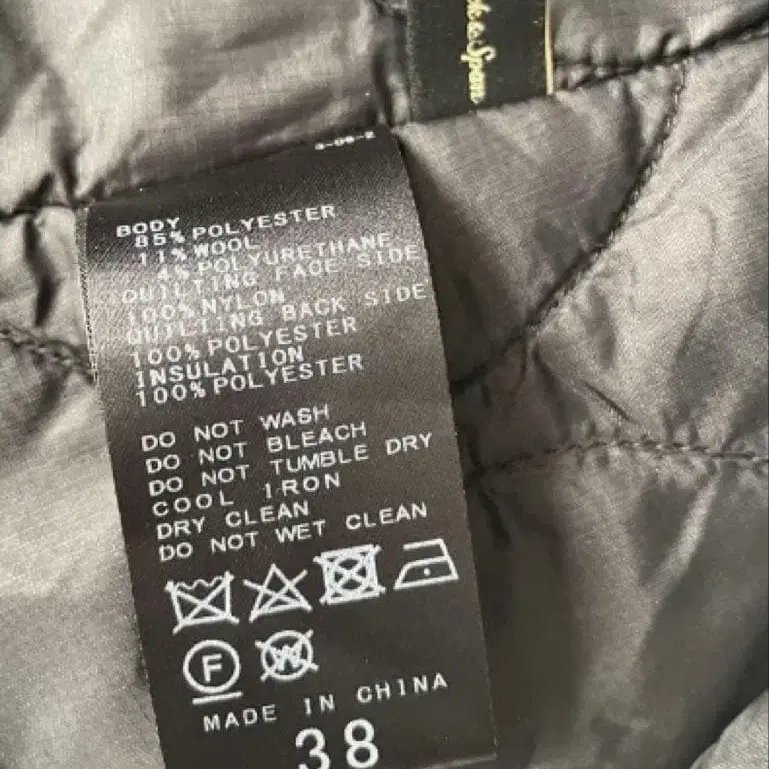 & Spon
BODY
85% POLYESTER
11% WOOL
4% POLYURETHANE
QUILTING FACE SIDE
100% NYLON
QUILTING BACK SIDE
100% POLYESTER
INSULATION
100% POLYESTER
DO NOT WASH
DO NOT BLEACH
DO NOT TUMBLE DRY
COOL IRON
DRY CLEAN
DO NOT WET CLEAN
F W
MADE IN CHINA
38